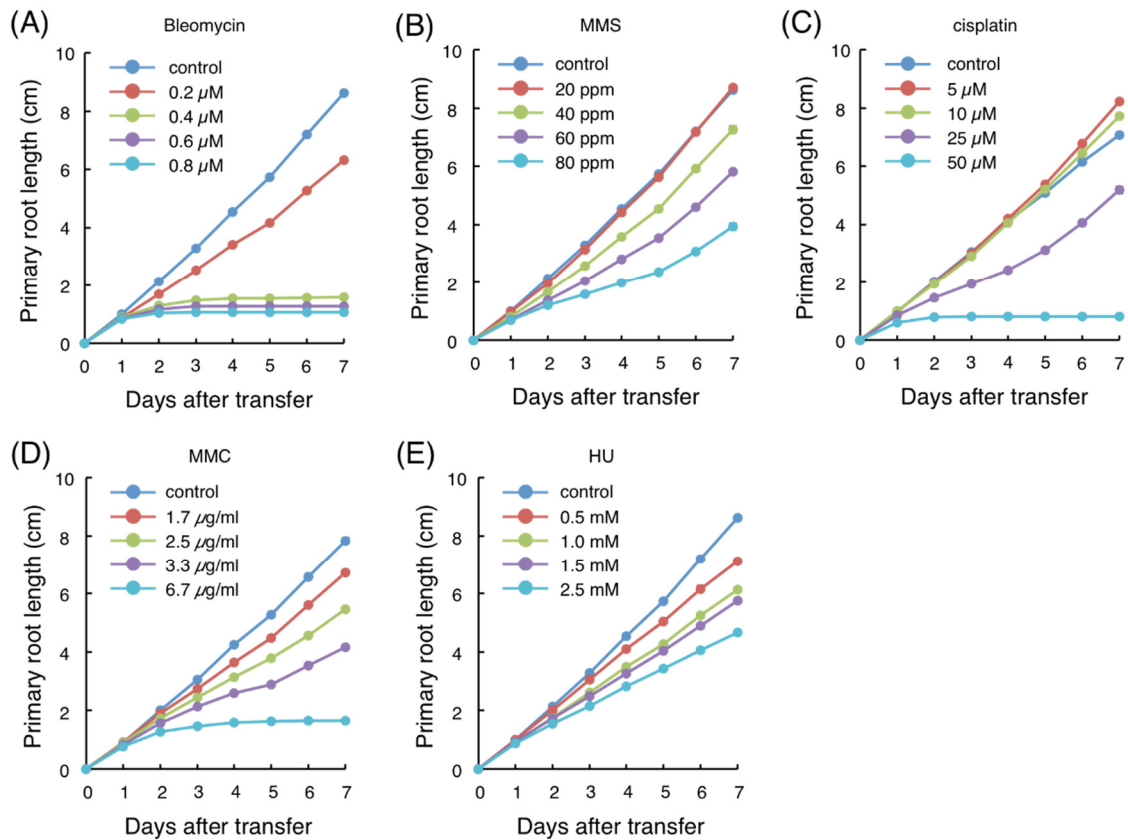 (A) Bleomycin
10
8
6
4
2
0
Primary root length (cm)
control
0.2 µM
0.4 µM
0.6 µM
0.8 µM
0 1 2 3 4 5 6 7
Days after transfer
(B) MMS
10
8
6
4
2
0
Primary root length (cm)
control
20 ppm
40 ppm
60 ppm
80 ppm
0 1 2 3 4 5 6 7
Days after transfer
(C) cisplatin
10
8
6
4
2
0
Primary root length (cm)
control
5 µM
10 µM
25 µM
50 µM
0 1 2 3 4 5 6 7
Days after transfer
(D) MMC
10
8
6
4
2
0
Primary root length (cm)
control
1.7 µg/ml
2.5 µg/ml
3.3 µg/ml
6.7 µg/ml
0 1 2 3 4 5 6 7
Days after transfer
(E) HU
10
8
6
4
2
0
Primary root length (cm)
control
0.5 mM
1.0 mM
1.5 mM
2.5 mM
0 1 2 3 4 5 6 7
Days after transfer